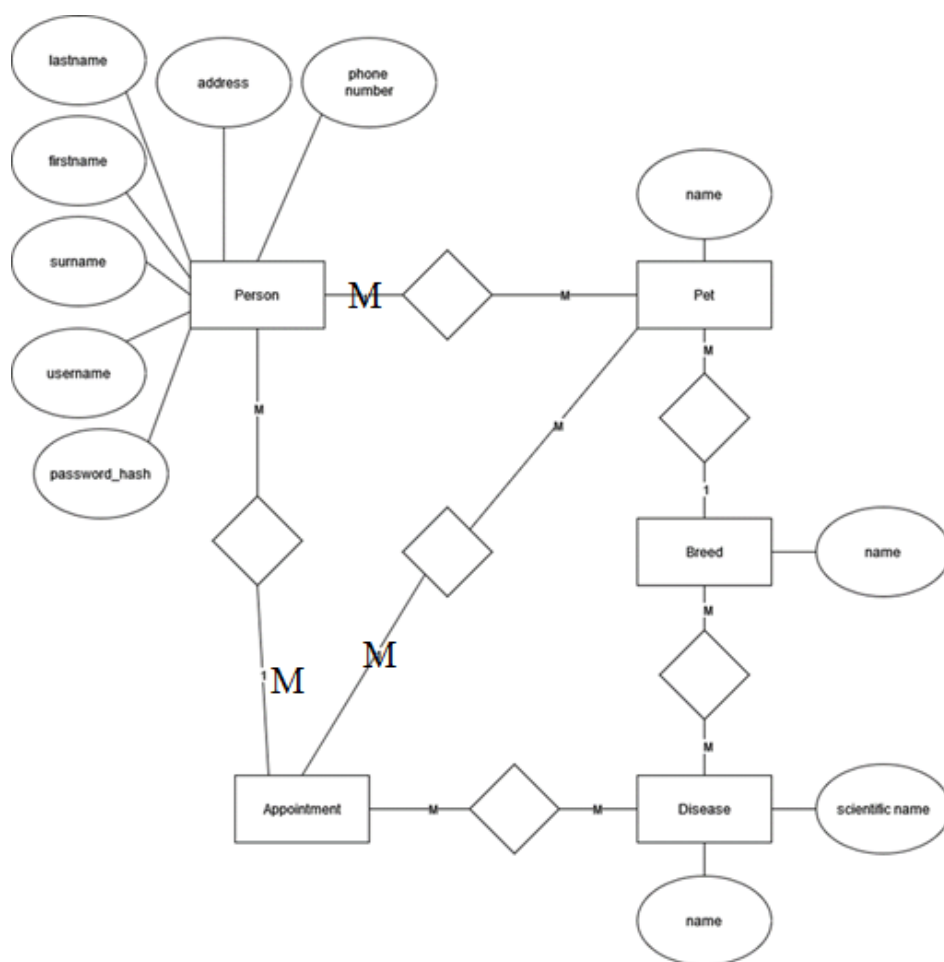 lastname
address
phone
number
firstname
name
surname
Person
M
M
Pet
username
M
M
M
password_hash
1
Breed
name
M
M
1
M
M
Appointment
M
M
Disease
scientific name
name